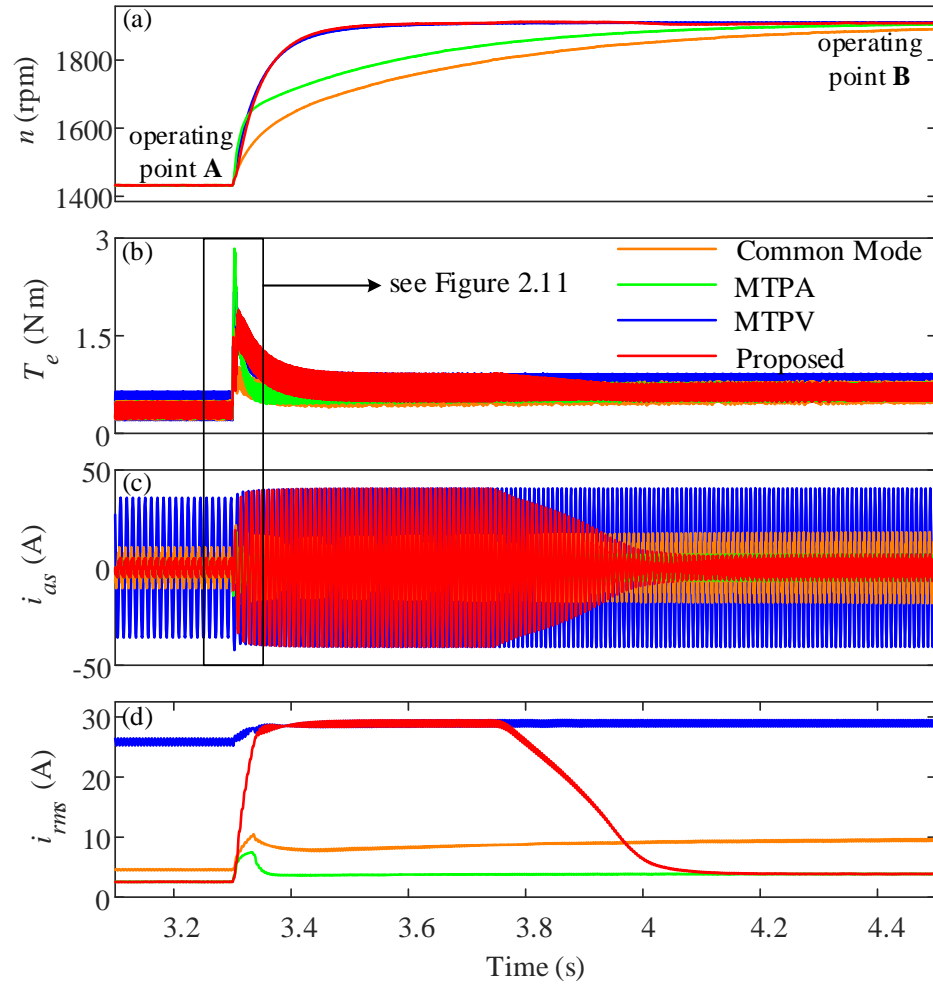 (a)
n (rpm)
1800
1600
1400
operating
point A
operating
point B
(b)
T_e (Nm)
3
1.5
0
see Figure 2.11
Common Mode
MTPA
MTPV
Proposed
(c)
i_as (A)
50
0
-50
(d)
i_rms (A)
30
20
10
0
3.2 3.4 3.6 3.8 4 4.2 4.4
Time (s)